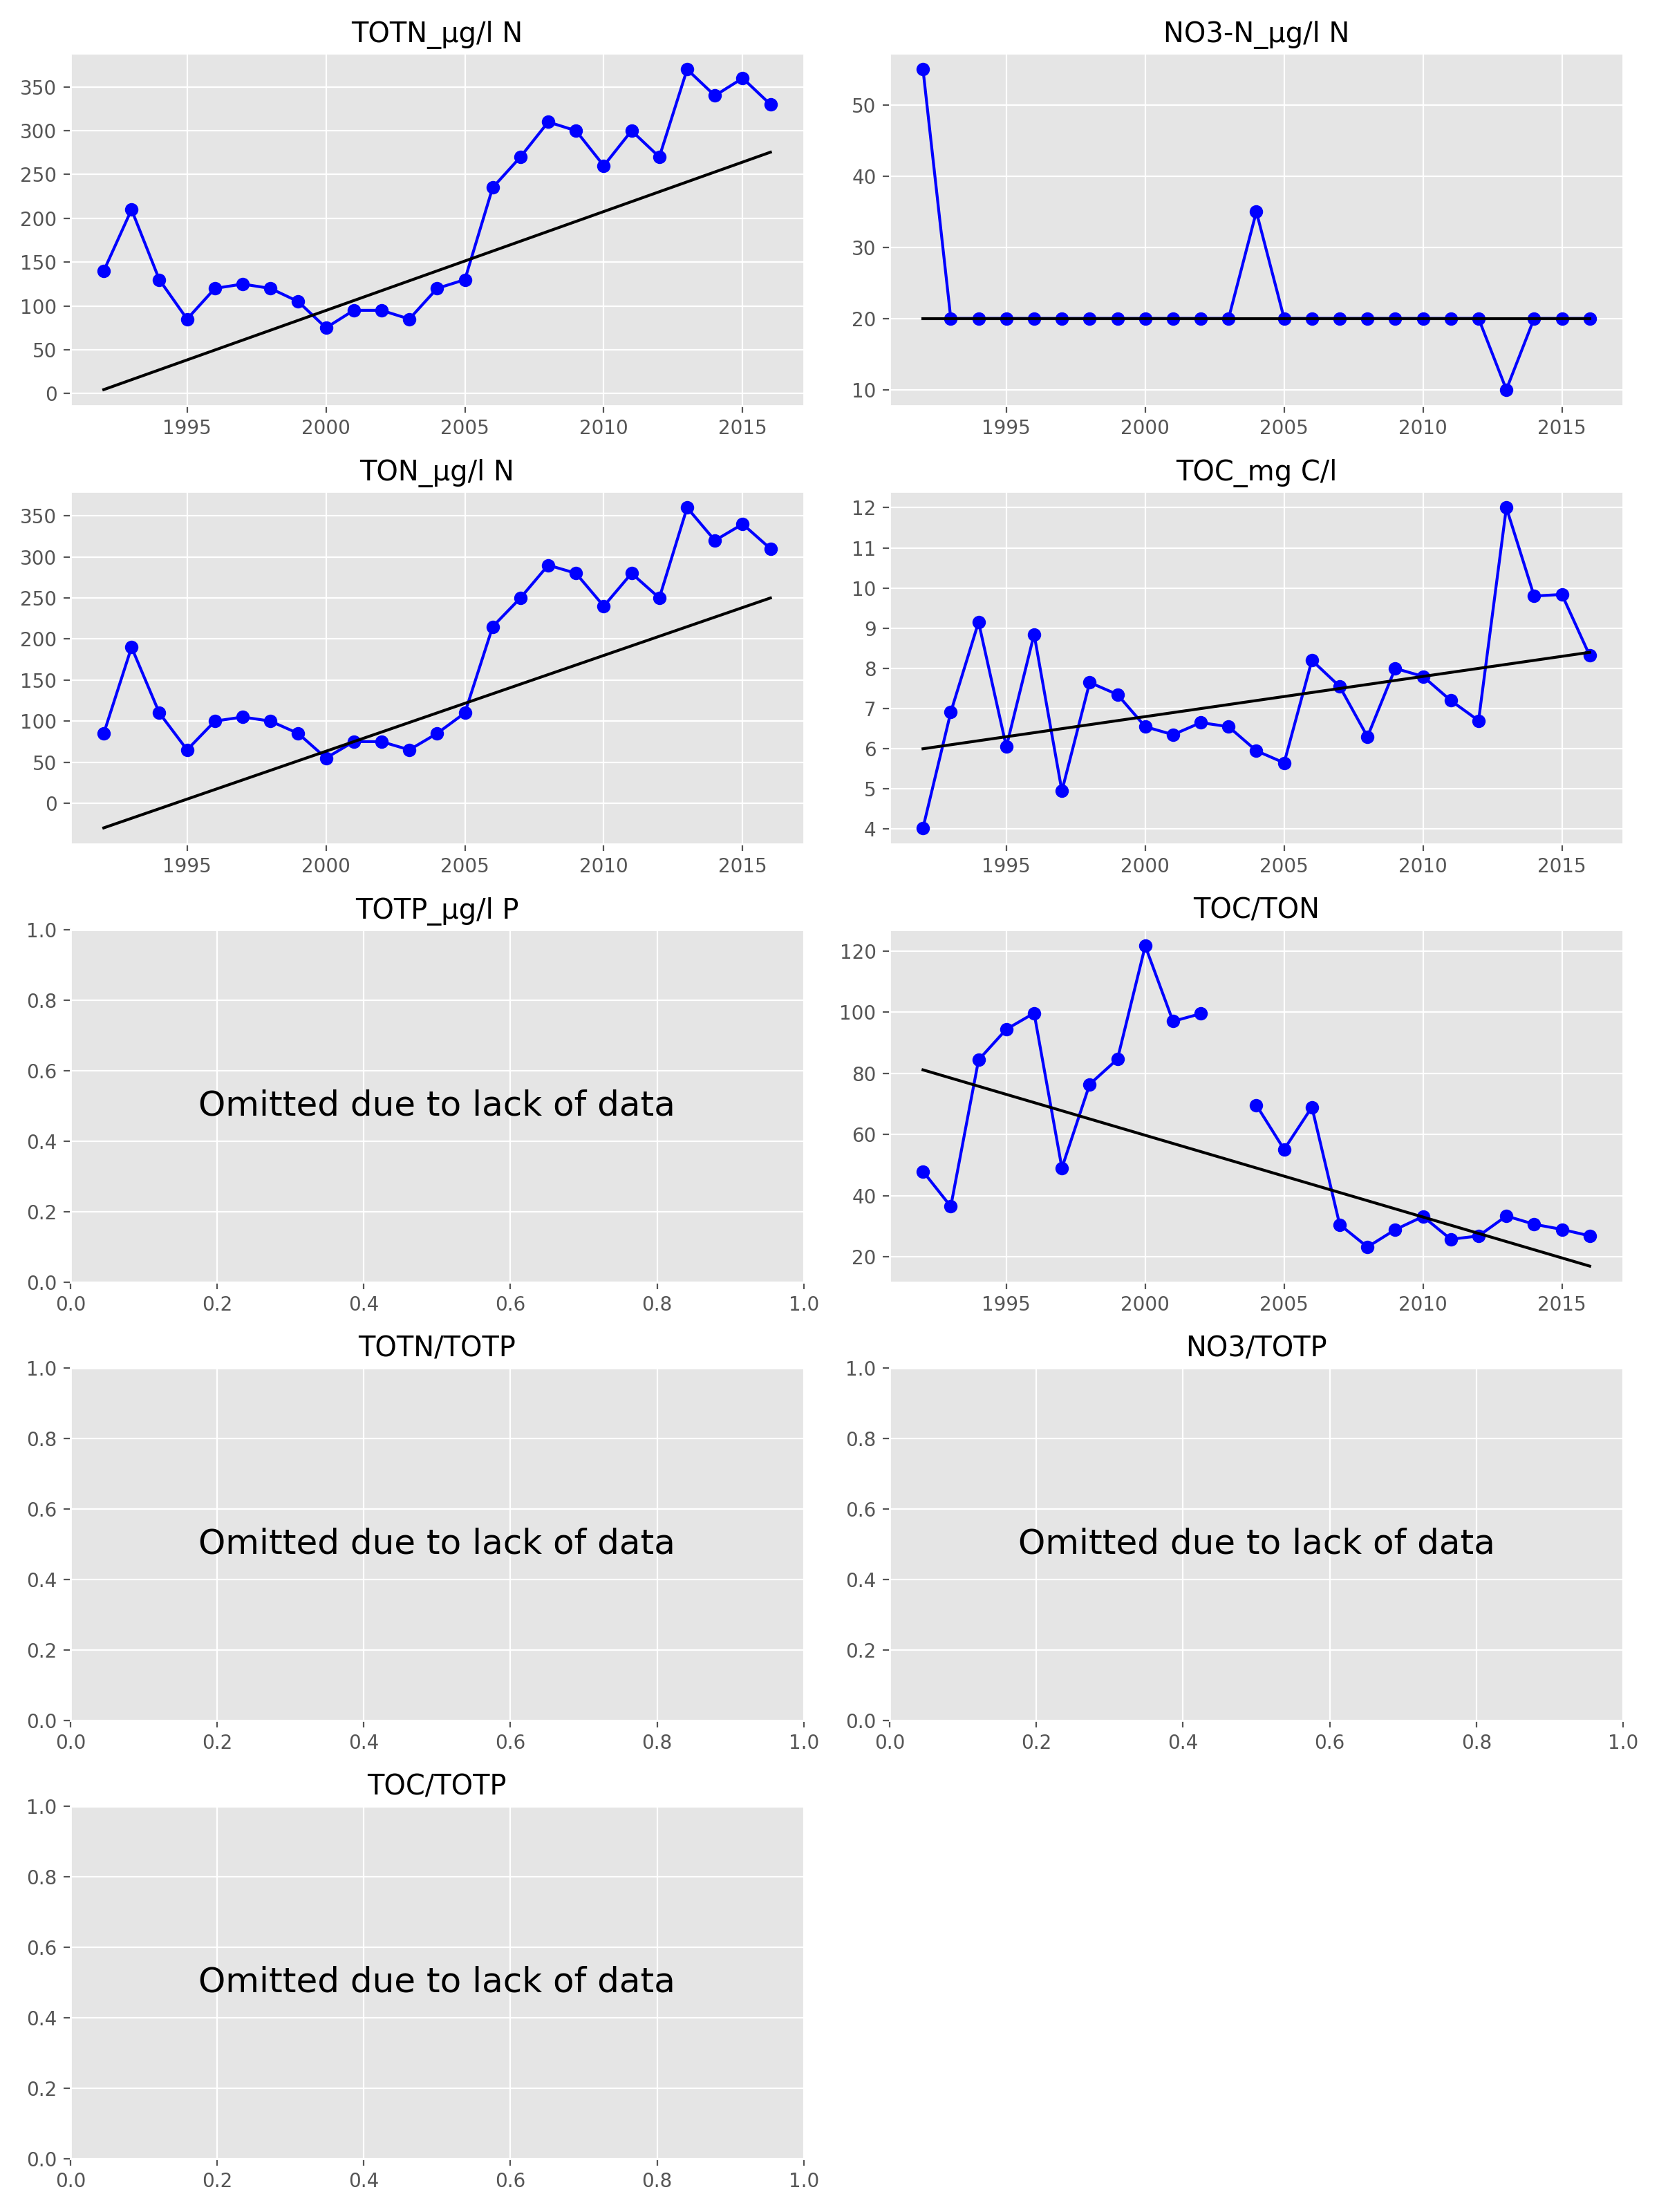 TOTN_µg/l N
350
300
250
200
150
100
50
0
1995 2000 2005 2010 2015
NO3-N_µg/l N
50
40
30
20
10
1995 2000 2005 2010 2015
TON_µg/l N
350
300
250
200
150
100
50
0
1995 2000 2005 2010 2015
TOC_mg C/l
12
11
10
9
8
7
6
5
4
1995 2000 2005 2010 2015
TOTP_µg/l P
1.0
0.8
0.6
0.4
0.2
0.0
Omitted due to lack of data
0.0 0.2 0.4 0.6 0.8 1.0
TOC/TON
120
100
80
60
40
20
1995 2000 2005 2010 2015
TOTN/TOTP
1.0
0.8
0.6
0.4
0.2
0.0
Omitted due to lack of data
0.0 0.2 0.4 0.6 0.8 1.0
NO3/TOTP
1.0
0.8
0.6
0.4
0.2
0.0
Omitted due to lack of data
0.0 0.2 0.4 0.6 0.8 1.0
TOC/TOTP
1.0
0.8
0.6
0.4
0.2
0.0
Omitted due to lack of data
0.0 0.2 0.4 0.6 0.8 1.0